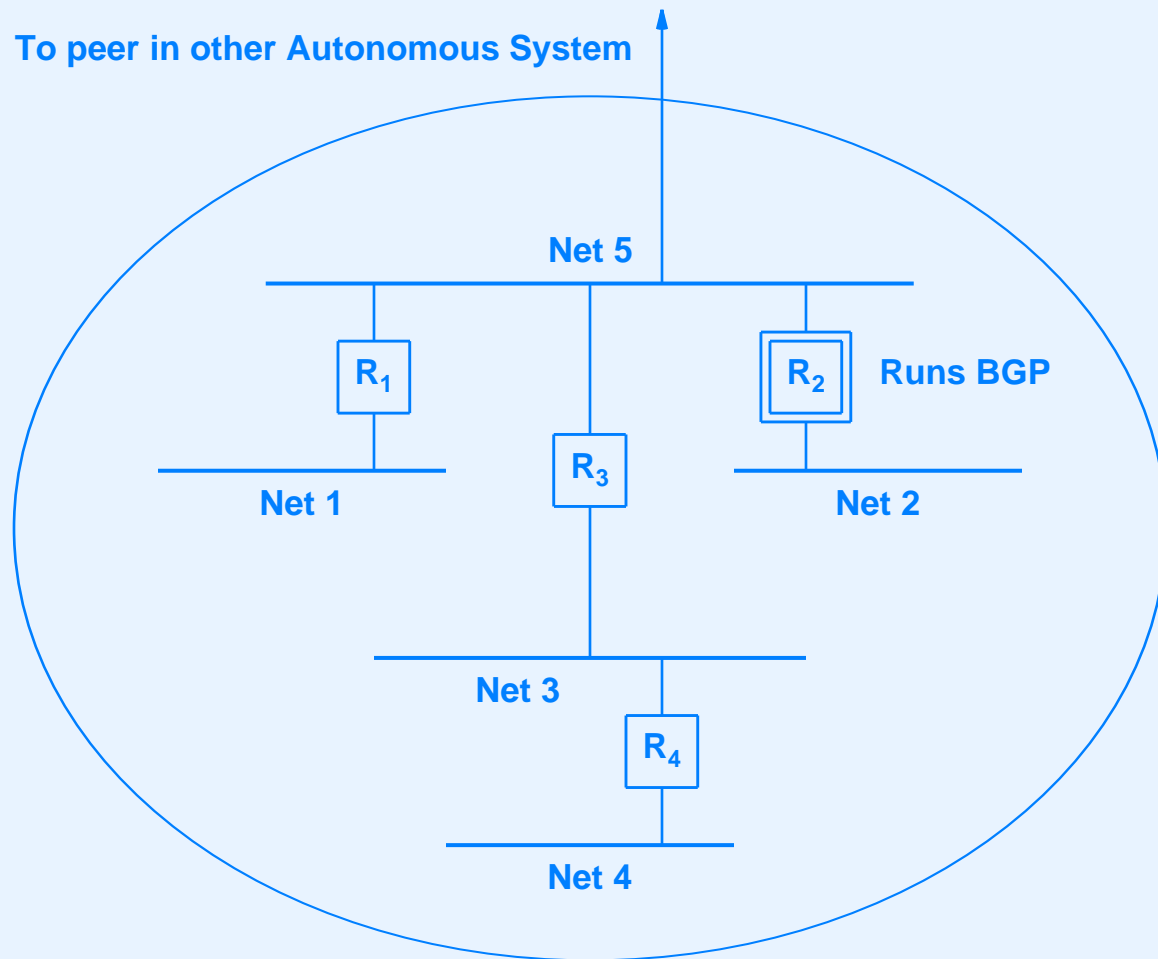 To peer in other Autonomous System
Net 5
R1
R2 Runs BGP
R3
Net 1
Net 2
Net 3
R4
Net 4